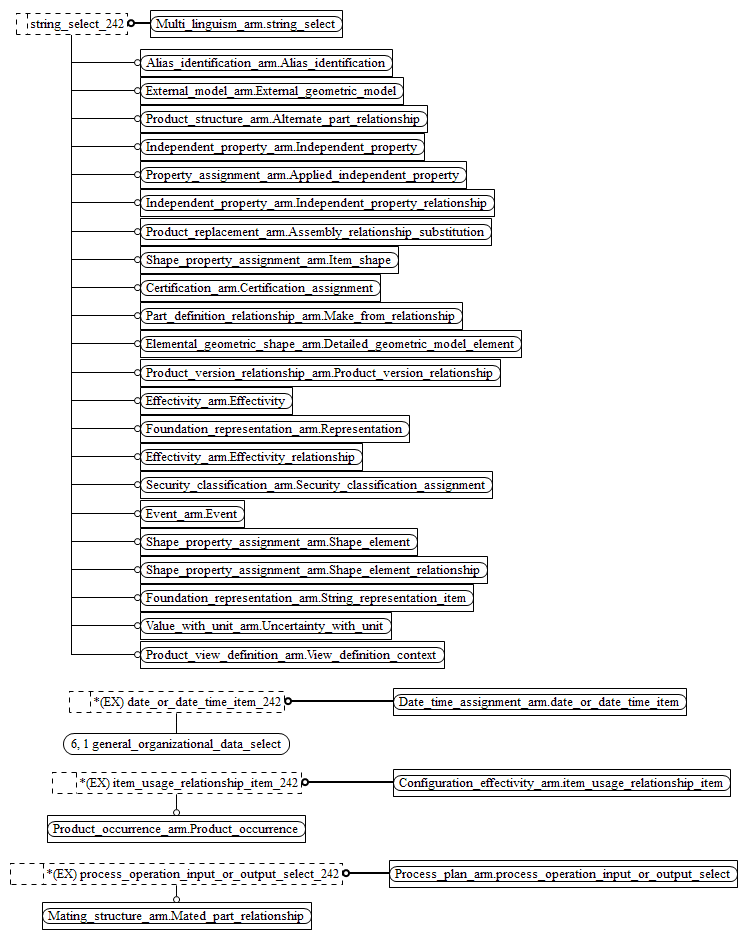 string_select_242
Multi_linguism_arm.string_select
Alias_identification_arm.Alias_identification
External_model_arm.External_geometric_model
Product_structure_arm.Alternate_part_relationship
Independent_property_arm.Independent_property
Property_assignment_arm.Applied_independent_property
Independent_property_arm.Independent_property_relationship
Product_replacement_arm.Assembly_relationship_substitution
Shape_property_assignment_arm.Item_shape
Certification_arm.Certification_assignment
Part_definition_relationship_arm.Make_from_relationship
Elemental_geometric_shape_arm.Detailed_geometric_model_element
Product_version_relationship_arm.Product_version_relationship
Effectivity_arm.Effectivity
Foundation_representation_arm.Representation
Effectivity_arm.Effectivity_relationship
Security_classification_arm.Security_classification_assignment
Event_arm.Event
Shape_property_assignment_arm.Shape_element
Shape_property_assignment_arm.Shape_element_relationship
Foundation_representation_arm.String_representation_item
Value_with_unit_arm.Uncertainty_with_unit
Product_view_definition_arm.View_definition_context
*(EX) date_or_date_time_item_242
Date_time_assignment_arm.date_or_date_time_item
6, 1 general_organizational_data_select
*(EX) item_usage_relationship_item_242
Configuration_effectivity_arm.item_usage_relationship_item
Product_occurrence_arm.Product_occurrence
*(EX) process_operation_input_or_output_select_242
Process_plan_arm.process_operation_input_or_output_select
Mating_structure_arm.Mated_part_relationship